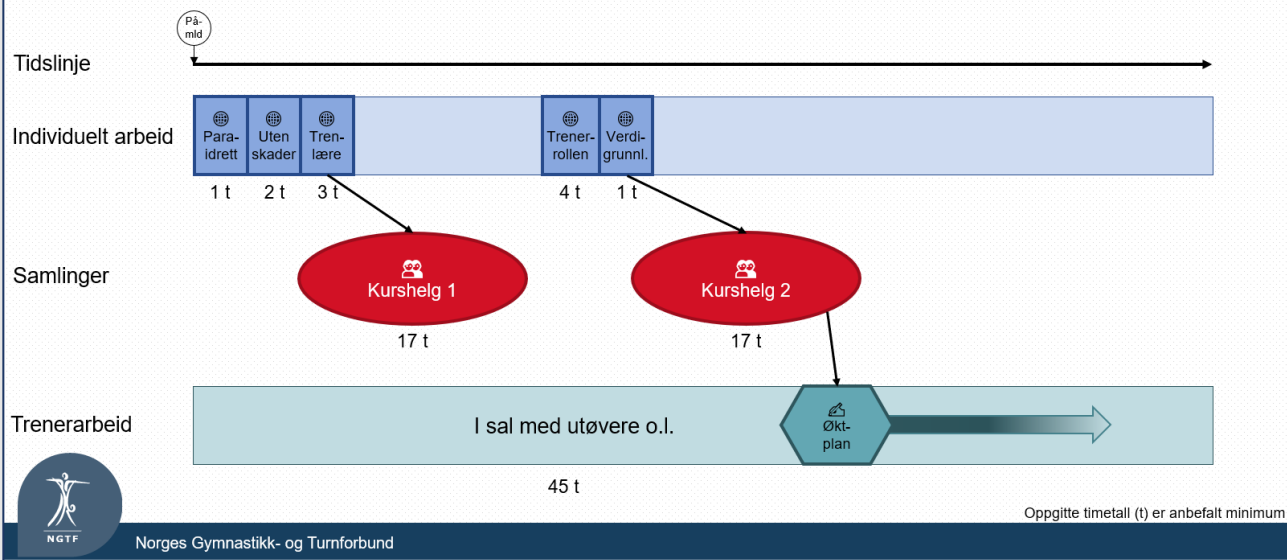 På-
mld
Tidslinje
Individuelt arbeid
Para-
idrett
Uten
skader
Tren-
lære
Trener-
rollen
Verdi-
grunnl.
1 t
2 t
3 t
4 t
1 t
Samlinger
Kurshelg 1
Kurshelg 2
17 t
17 t
Trenerarbeid
I sal med utøvere o.l.
Økt-
plan
45 t
Oppgitte timetall (t) er anbefalt minimum
NGTF
Norges Gymnastikk- og Turnforbund